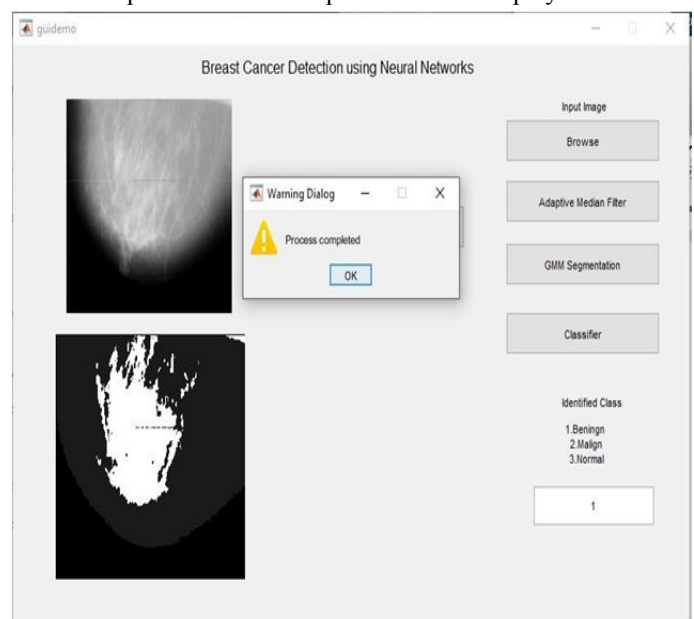 guidemo
Breast Cancer Detection using Neural Networks
Input Image
Browse
Warning Dialog
Process completed
OK
Adaptive Median Filter
GMM Segmentation
Classifier
Identified Class
1.Beningn
2.Malign
3.Normal
1